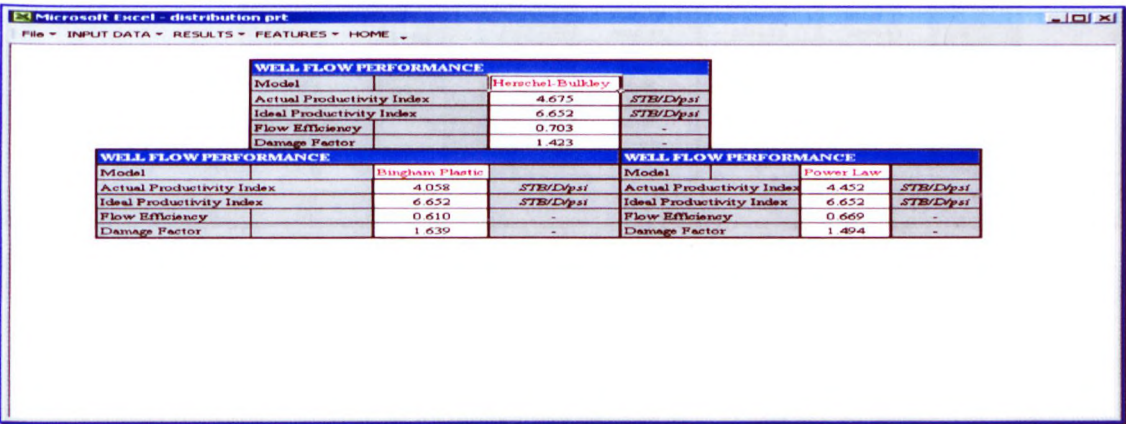 Microsoft Excel - distribution prt
File INPUT DATA RESULTS FEATURES HOME
WELL FLOW PERFORMANCE
Model Herschel-Bulkley
Actual Productivity Index 4.675 STB/D/psi
Ideal Productivity Index 6.652 STB/D/psi
Flow Efficiency 0.703 -
Damage Factor 1.423 -
WELL FLOW PERFORMANCE
Model Bingham Plastic
Actual Productivity Index 4.058 STB/D/psi
Ideal Productivity Index 6.652 STB/D/psi
Flow Efficiency 0.610 -
Damage Factor 1.639 -
WELL FLOW PERFORMANCE
Model Power Law
Actual Productivity Index 4.452 STB/D/psi
Ideal Productivity Index 6.652 STB/D/psi
Flow Efficiency 0.669 -
Damage Factor 1.494 -